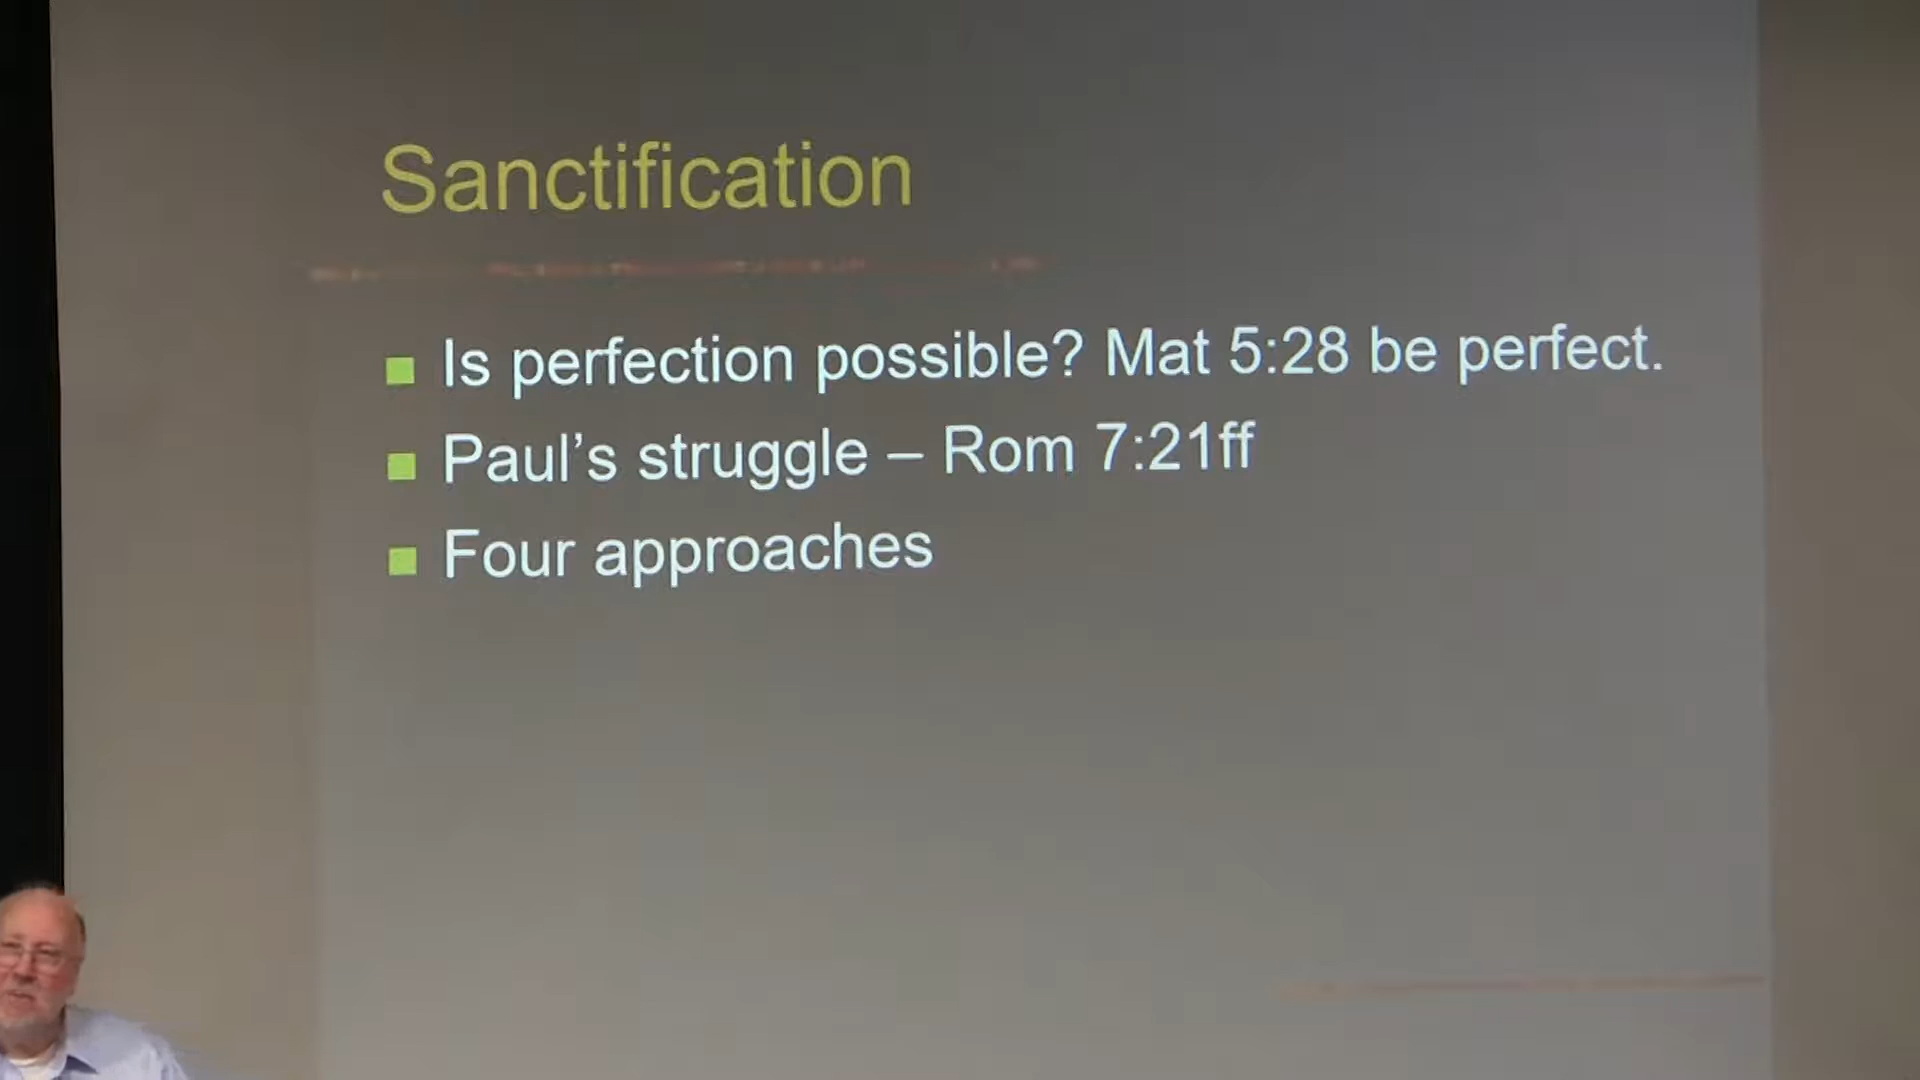 Sanctification
Is perfection possible? Mat 5:28 be perfect.
Paul’s struggle – Rom 7:21ff
Four approaches